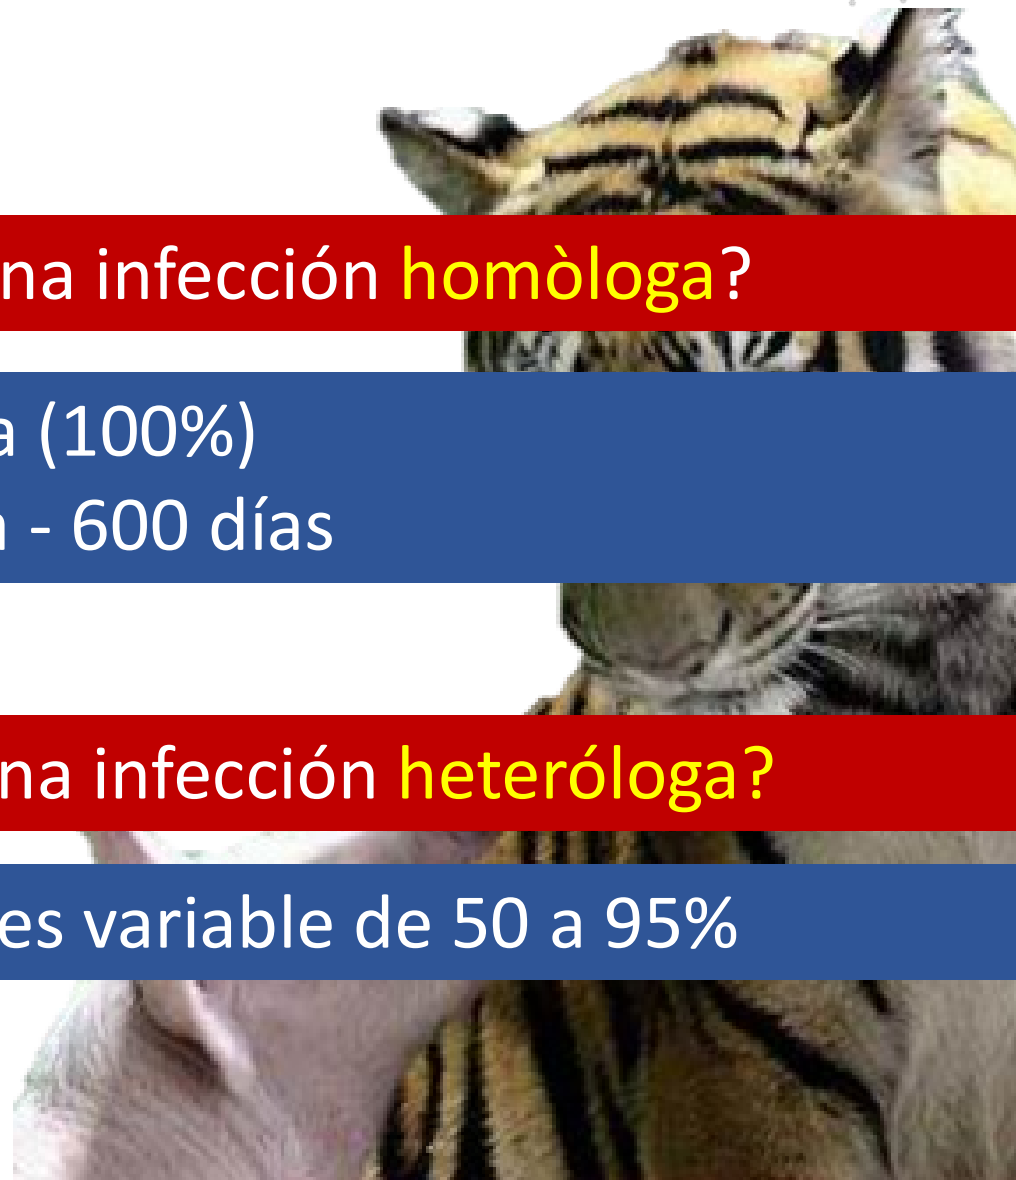 na infección homòloga?
a (100%)
- 600 días
na infección heteróloga?
es variable de 50 a 95%